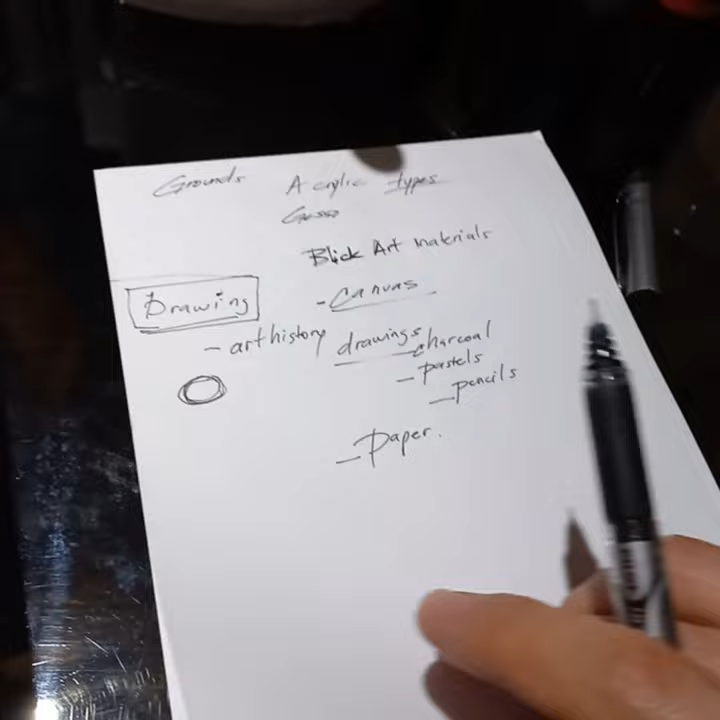 Grounds Acrylic types
Gesso
Blick Art materials
Drawing
- canvas
- art history drawings charcoal
- pastels
- pencils
- Paper.